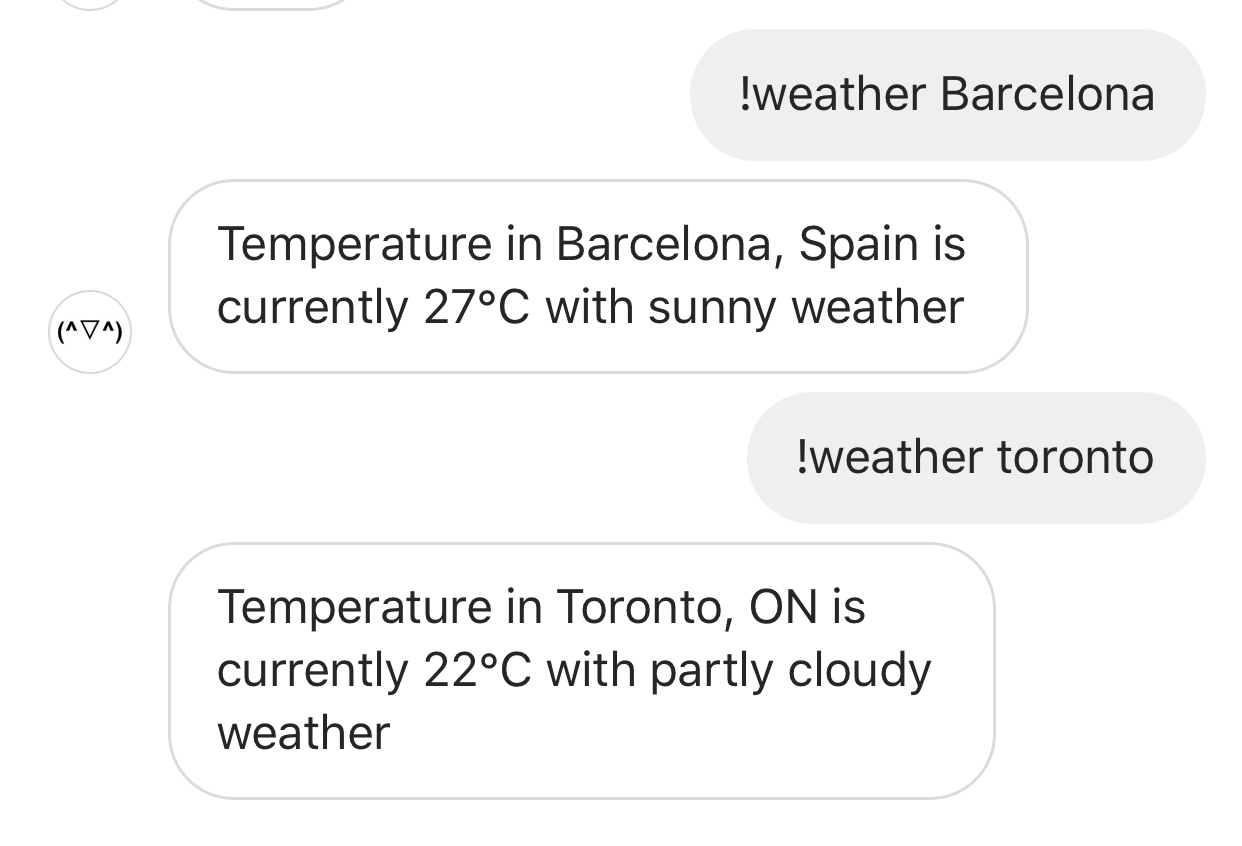 !weather Barcelona
Temperature in Barcelona, Spain is
currently 27°C with sunny weather
(^▽^)
!weather toronto
Temperature in Toronto, ON is
currently 22°C with partly cloudy
weather